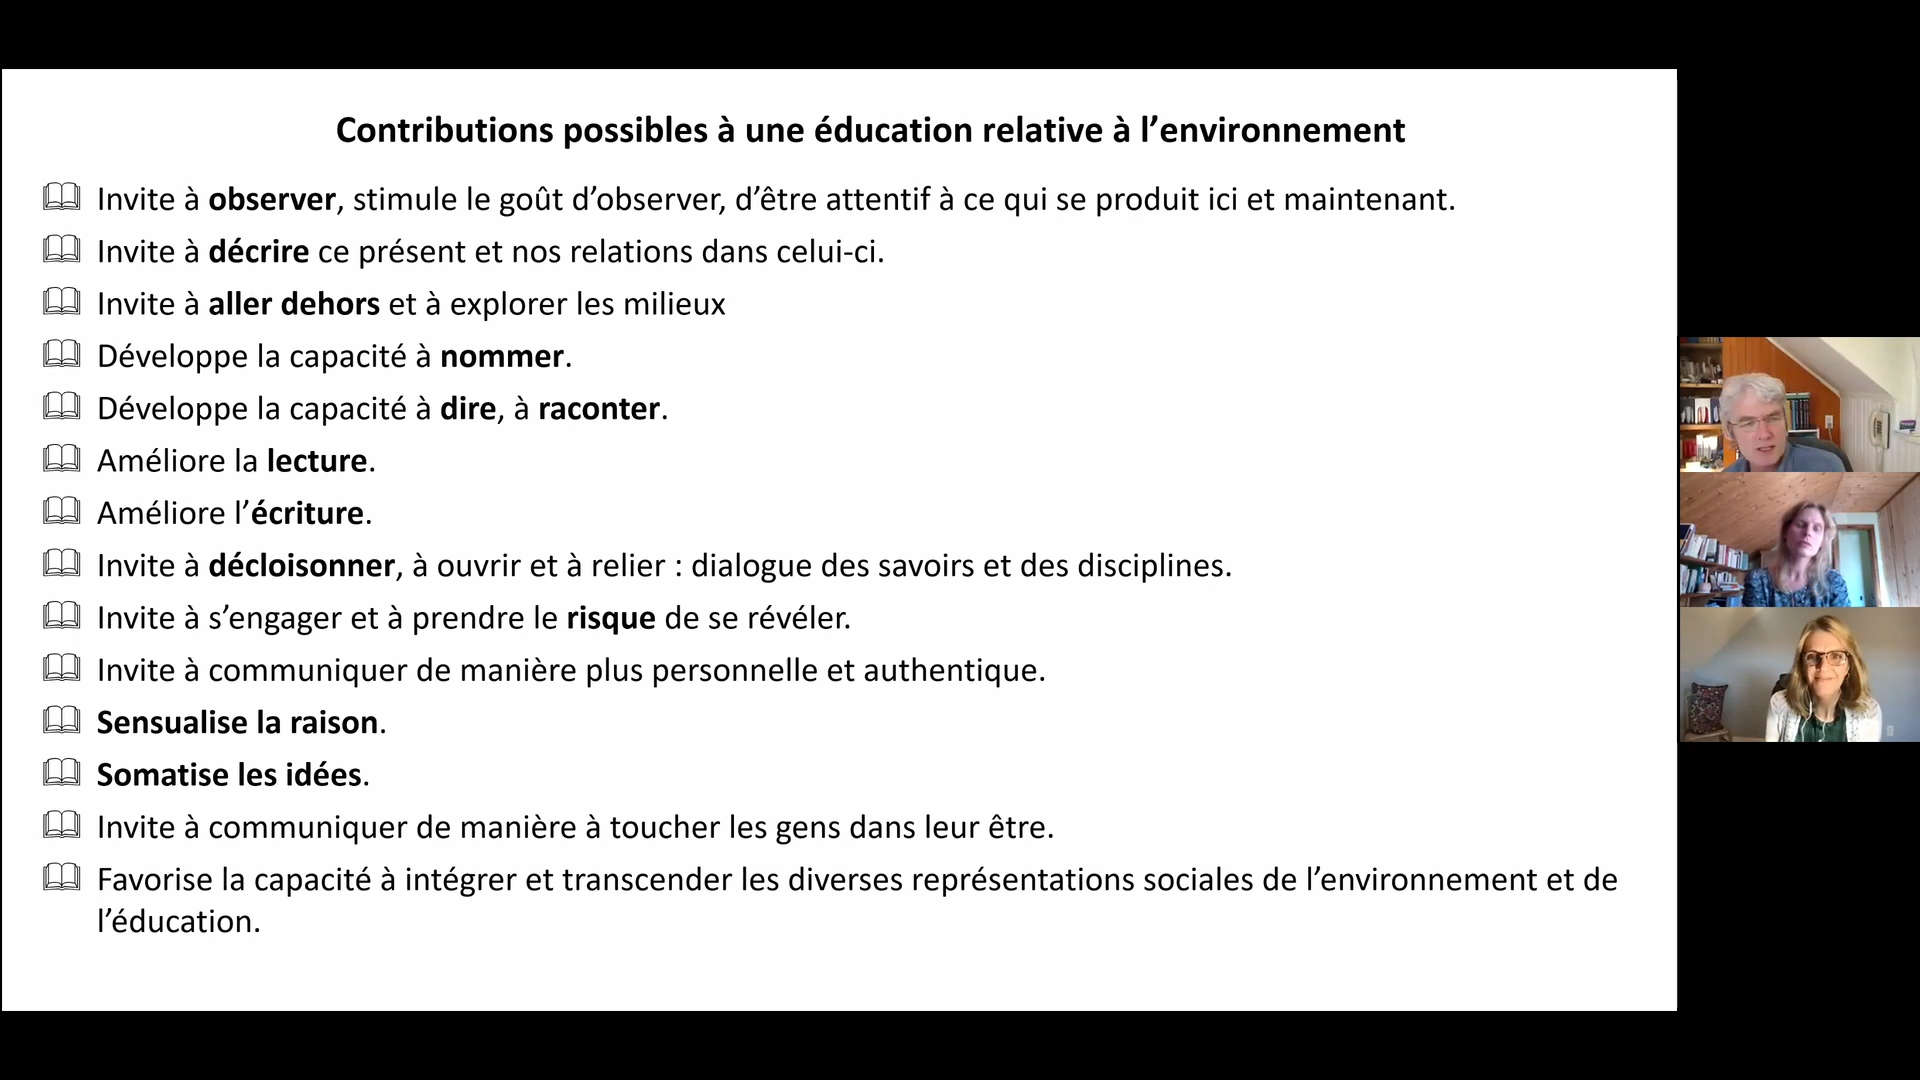 Contributions possibles à une éducation relative à l’environnement
Invite à observer, stimule le goût d’observer, d’être attentif à ce qui se produit ici et maintenant.
Invite à décrire ce présent et nos relations dans celui-ci.
Invite à aller dehors et à explorer les milieux
Développe la capacité à nommer.
Développe la capacité à dire, à raconter.
Améliore la lecture.
Améliore l’écriture.
Invite à décloisonner, à ouvrir et à relier : dialogue des savoirs et des disciplines.
Invite à s’engager et à prendre le risque de se révéler.
Invite à communiquer de manière plus personnelle et authentique.
Sensualise la raison.
Somatise les idées.
Invite à communiquer de manière à toucher les gens dans leur être.
Favorise la capacité à intégrer et transcender les diverses représentations sociales de l’environnement et de
l’éducation.